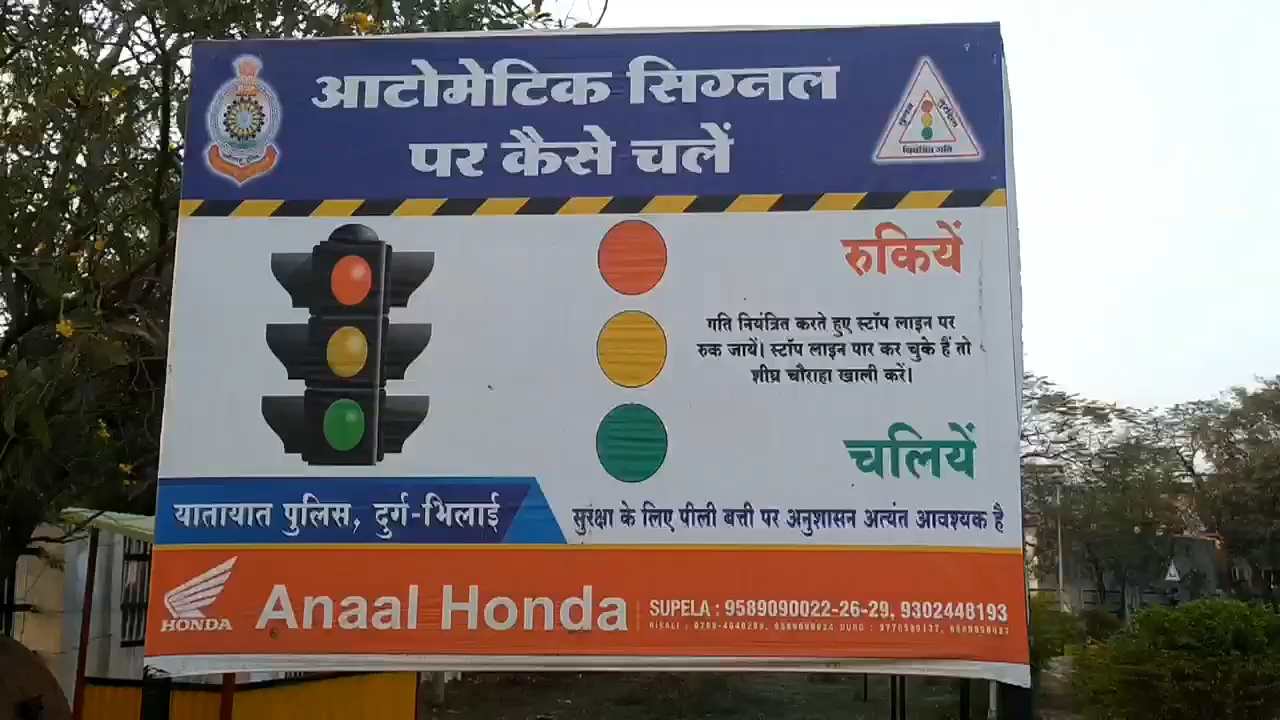 आटोमेटिक सिग्नल
पर कैसे चलें
रुकियें
गति नियंत्रित करते हुए स्टॉप लाइन पर
रुक जायें। स्टॉप लाइन पार कर चुके हैं तो
शीघ्र चौराहा खाली करें।
चलियें
यातायात पुलिस, दुर्ग-भिलाई
सुरक्षा के लिए पीली बत्ती पर अनुशासन अत्यंत आवश्यक है
HONDA
Anaal Honda
SUPELA : 9589090022-26-29, 9302448193